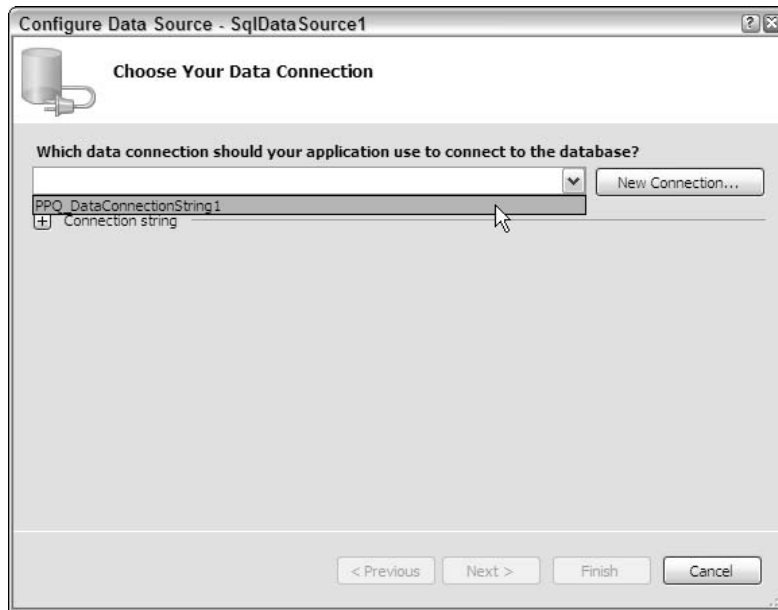 Configure Data Source - SqlDataSource1
Choose Your Data Connection
Which data connection should your application use to connect to the database?
New Connection...
PPQ_DataConnectionString1
Connection string
< Previous Next > Finish Cancel